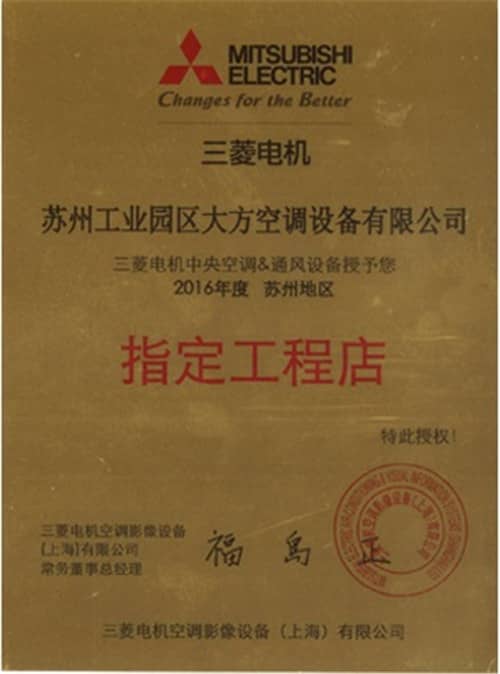 MITSUBISHI
ELECTRIC
Changes for the Better
三菱电机
苏州工业园区大方空调设备有限公司
三菱电机中央空调&通风设备授予您
2016年度 苏州地区
指定工程店
特此授权!
三菱电机空调影像设备
(上海)有限公司
常务董事总经理
福島 正
三菱电机空调影像设备（上海）有限公司